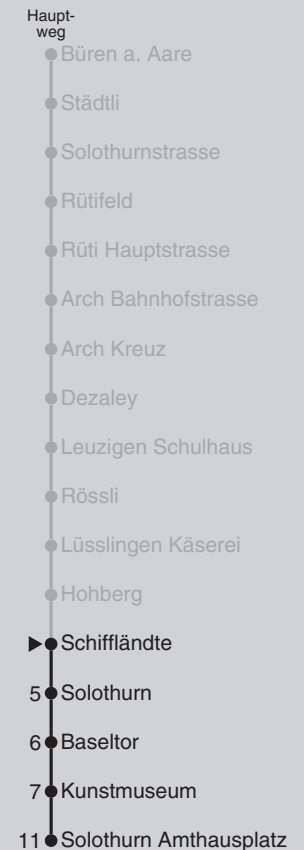 Haupt-
weg
Büren a. Aare
Städtli
Solothurnstrasse
Rütifeld
Rüti Hauptstrasse
Arch Bahnhofstrasse
Arch Kreuz
Dezaley
Leuzigen Schulhaus
Rössli
Lüsslingen Käserei
Hohberg
Schiffländte
5 Solothurn
6 Baseltor
7 Kunstmuseum
11 Solothurn Amthausplatz